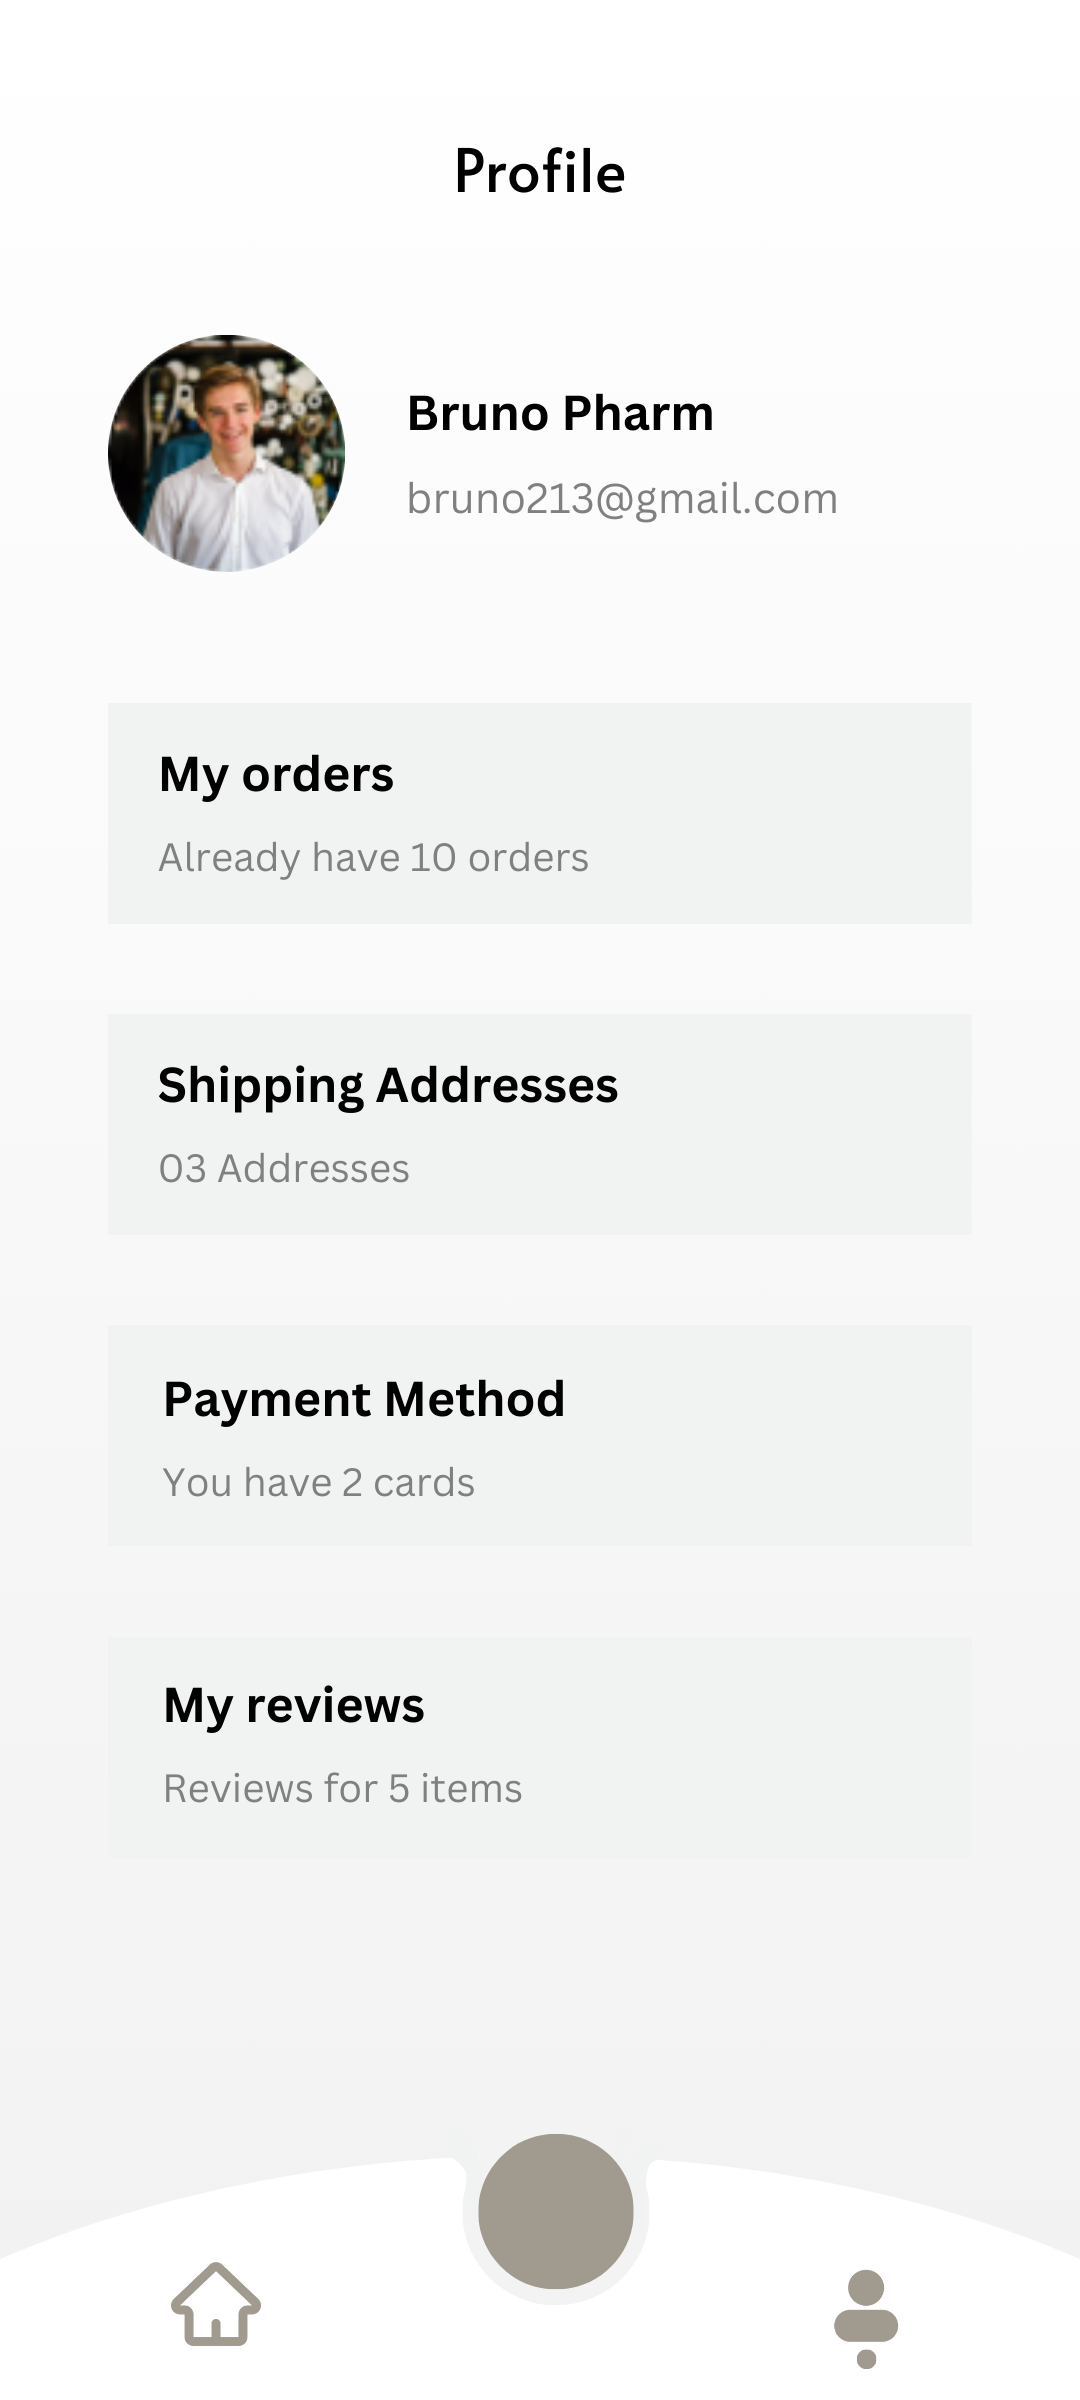 Profile
Bruno Pharm
bruno213@gmail.com
My orders
Already have 10 orders
Shipping Addresses
03 Addresses
Payment Method
You have 2 cards
My reviews
Reviews for 5 items